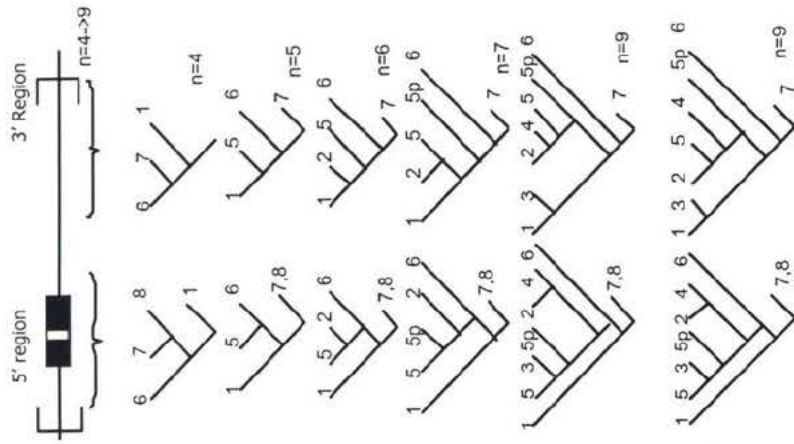 5' region 3' Region
n=4->9
6 7 8 1 6 7 1
n=4
1 5 6 1 5 6
7,8 7 n=5
1 5 2 6 1 2 5 6
7,8 7 n=6
1 5 5p 2 6 1 2 5 5p 6
7,8 7 n=7
1 5 3 5p 2 4 6 1 3 2 4 5 5p 6
7,8 7 n=9
1 5 3 5p 2 4 6 1 3 2 5 4 5p 6
7,8 7 n=9